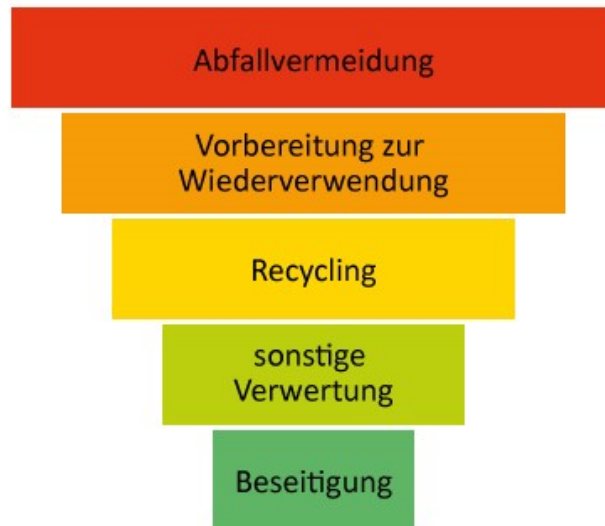 Abfallvermeidung
Vorbereitung zur
Wiederverwendung
Recycling
sonstige
Verwertung
Beseitigung